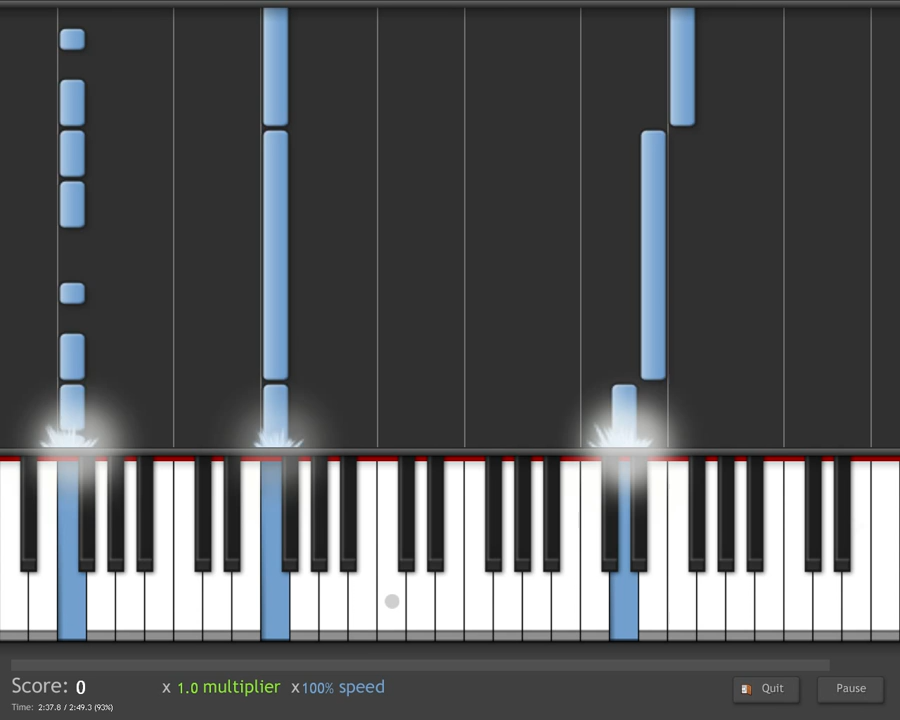 Score: 0 x 1.0 multiplier x100% speed Quit Pause
Time: 2:37.8 / 2:49.3 (93%)